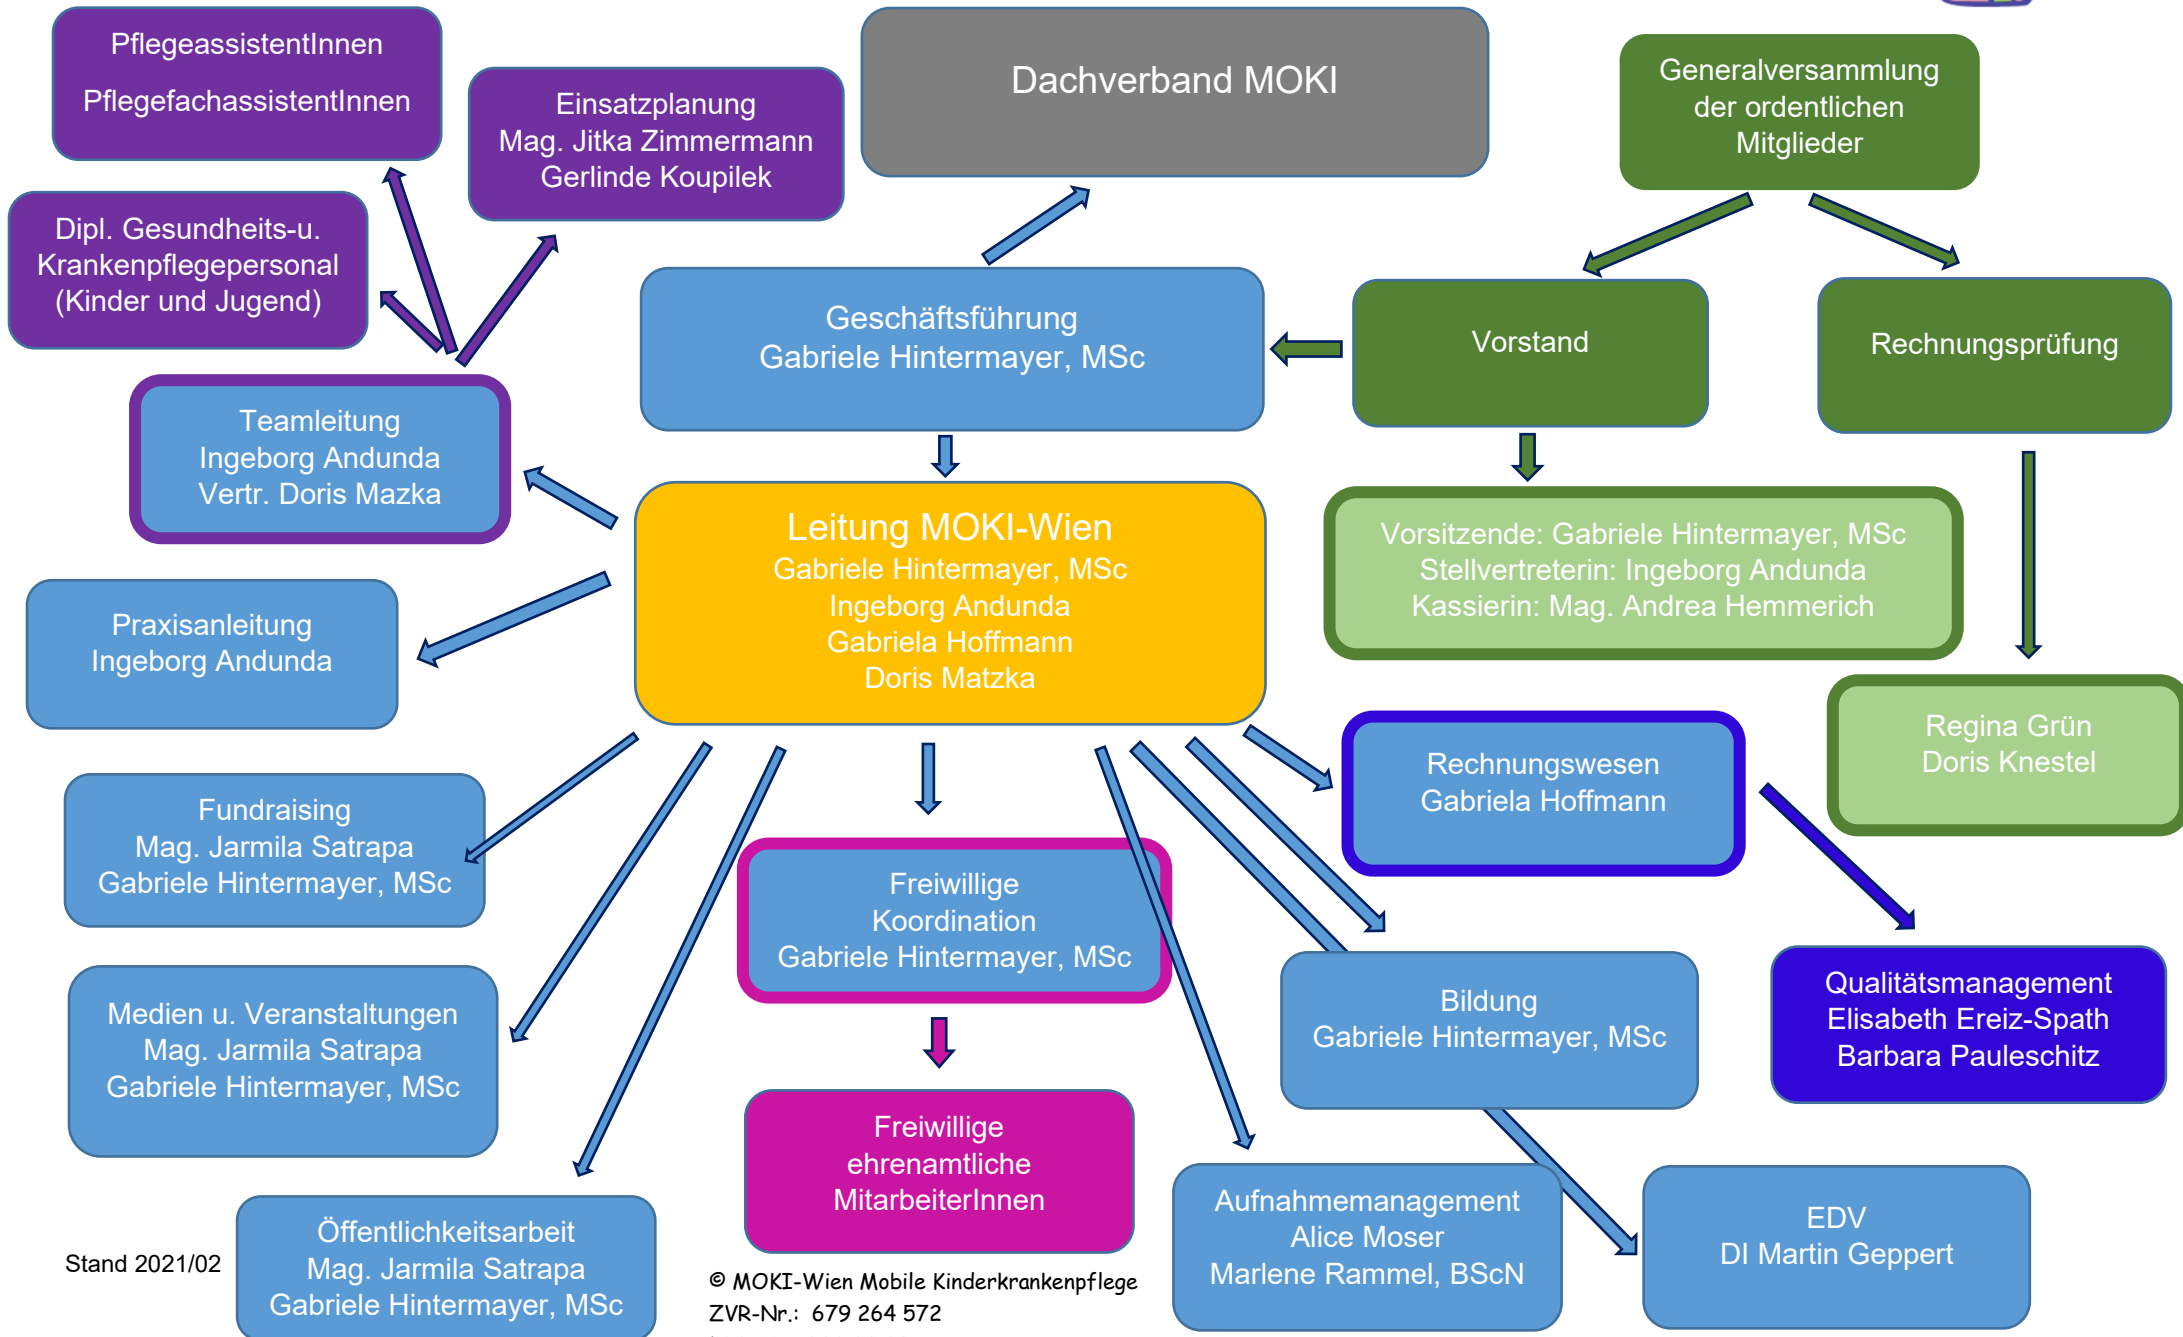 PflegeassistentInnen
PflegefachassistentInnen
Einsatzplanung
Mag. Jitka Zimmermann
Gerlinde Koupilek
Dachverband MOKI
Generalversammlung
der ordentlichen
Mitglieder
Dipl. Gesundheits-u.
Krankenpflegepersonal
(Kinder und Jugend)
Geschäftsführung
Gabriele Hintermayer, MSc
Vorstand
Rechnungsprüfung
Teamleitung
Ingeborg Andunda
Vertr. Doris Mazka
Leitung MOKI-Wien
Gabriele Hintermayer, MSc
Ingeborg Andunda
Gabriela Hoffmann
Doris Matzka
Vorsitzende: Gabriele Hintermayer, MSc
Stellvertreterin: Ingeborg Andunda
Kassierin: Mag. Andrea Hemmerich
Praxisanleitung
Ingeborg Andunda
Regina Grün
Doris Knestel
Rechnungswesen
Gabriela Hoffmann
Fundraising
Mag. Jarmila Satrapa
Gabriele Hintermayer, MSc
Freiwillige
Koordination
Gabriele Hintermayer, MSc
Medien u. Veranstaltungen
Mag. Jarmila Satrapa
Gabriele Hintermayer, MSc
Bildung
Gabriele Hintermayer, MSc
Qualitätsmanagement
Elisabeth Ereiz-Spath
Barbara Pauleschitz
Freiwillige
ehrenamtliche
MitarbeiterInnen
Aufnahmemanagement
Alice Moser
Marlene Rammel, BScN
EDV
DI Martin Geppert
Öffentlichkeitsarbeit
Mag. Jarmila Satrapa
Gabriele Hintermayer, MSc
Stand 2021/02
© MOKI-Wien Mobile Kinderkrankenpflege
ZVR-Nr.: 679 264 572